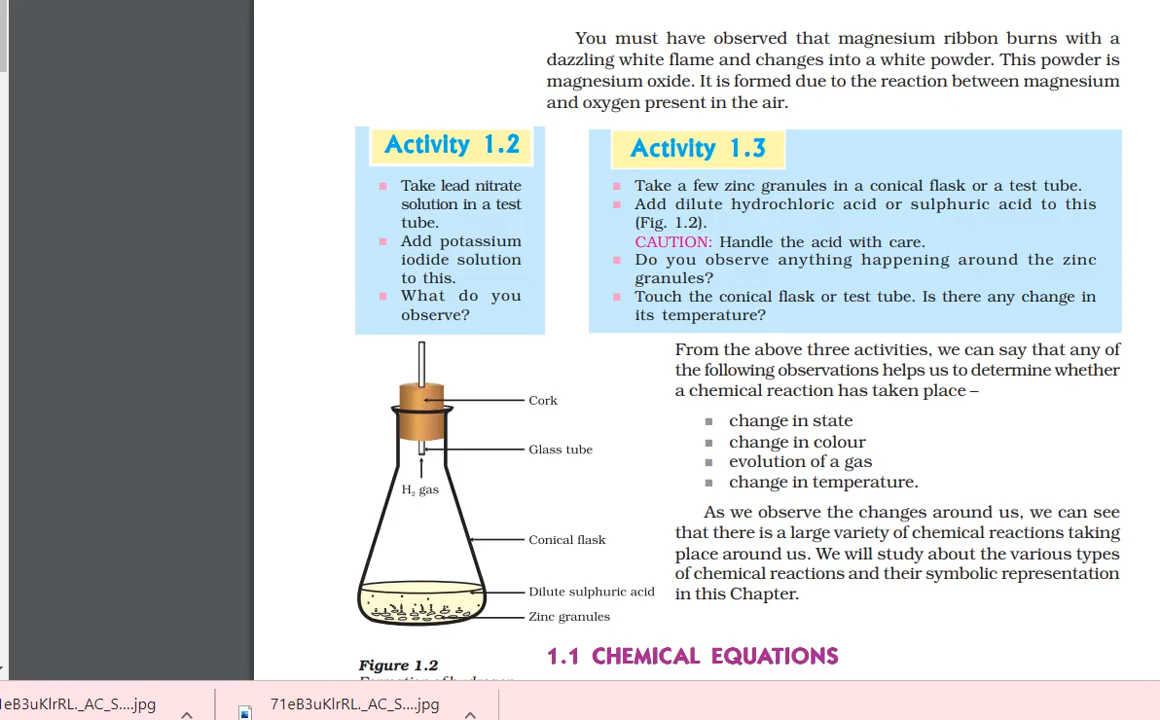 You must have observed that magnesium ribbon burns with a
dazzling white flame and changes into a white powder. This powder is
magnesium oxide. It is formed due to the reaction between magnesium
and oxygen present in the air.
Activity 1.2
Take lead nitrate
solution in a test
tube.
Add potassium
iodide solution
to this.
What do you
observe?
Activity 1.3
Take a few zinc granules in a conical flask or a test tube.
Add dilute hydrochloric acid or sulphuric acid to this
(Fig. 1.2).
CAUTION: Handle the acid with care.
Do you observe anything happening around the zinc
granules?
Touch the conical flask or test tube. Is there any change in
its temperature?
Cork
Glass tube
H₂ gas
Conical flask
Dilute sulphuric acid
Zinc granules
Figure 1.2
From the above three activities, we can say that any of
the following observations helps us to determine whether
a chemical reaction has taken place –
change in state
change in colour
evolution of a gas
change in temperature.
As we observe the changes around us, we can see
that there is a large variety of chemical reactions taking
place around us. We will study about the various types
of chemical reactions and their symbolic representation
in this Chapter.
1.1 CHEMICAL EQUATIONS
1eB3uKlrRL._AC_S....jpg
71eB3uKlrRL._AC_S....jpg